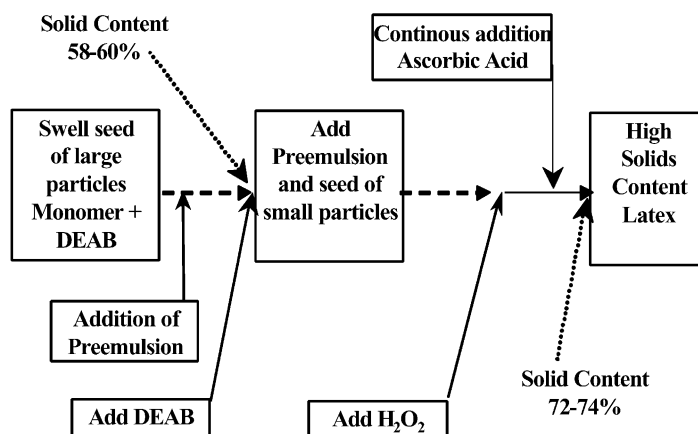 Solid Content
58-60%
Continous addition
Ascorbic Acid
Swell seed
of large
particles
Monomer +
DEAB
Add
Preemulsion
and seed of
small particles
High
Solids
Content
Latex
Addition of
Preemulsion
Add DEAB
Add H₂O₂
Solid Content
72-74%